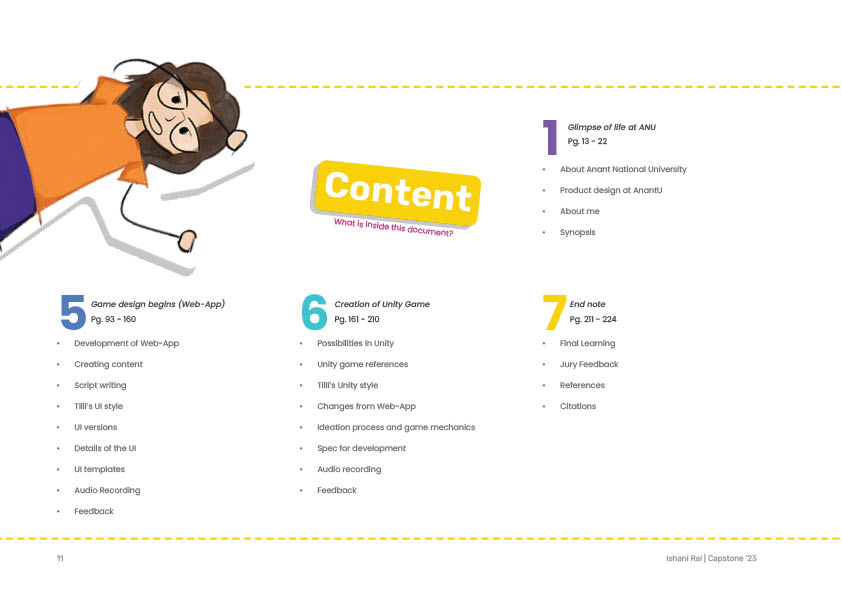 Content
What is inside this document?
1
Glimpse of life at ANU
Pg. 13 - 22
• About Anant National University
• Product design at AnantU
• About me
• Synopsis
5
Game design begins (Web-App)
Pg. 93 - 160
• Development of Web-App
• Creating content
• Script writing
• Tilli's UI style
• UI versions
• Details of the UI
• UI templates
• Audio Recording
• Feedback
6
Creation of Unity Game
Pg. 161 - 210
• Possibilities in Unity
• Unity game references
• Tilli's Unity style
• Changes from Web-App
• Ideation process and game mechanics
• Spec for development
• Audio recording
• Feedback
7
End note
Pg. 211 - 224
• Final Learning
• Jury Feedback
• References
• Citations
11
Ishani Rai | Capstone '23